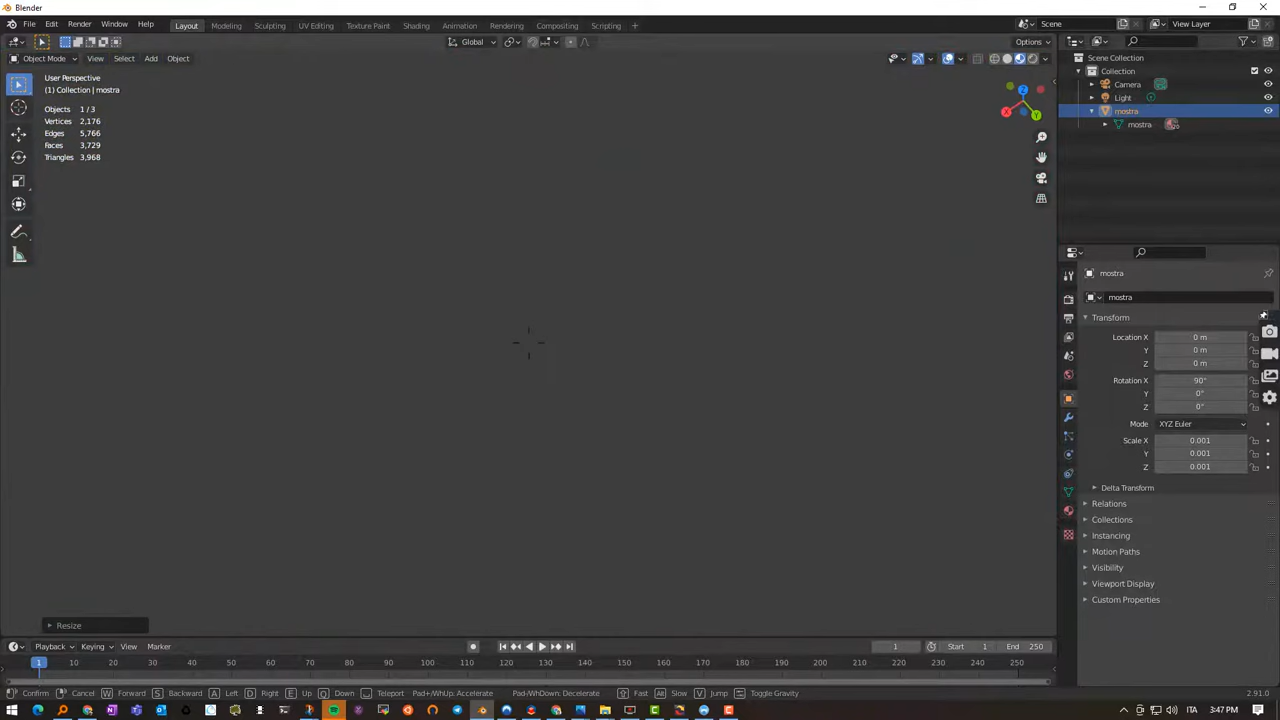 Blender
File Edit Render Window Help
Layout Modeling Sculpting UV Editing Texture Paint Shading Animation Rendering Compositing Scripting +
Scene
View Layer
Global
Options
Object Mode View Select Add Object
User Perspective
(1) Collection | mostra
Objects 1 / 3
Vertices 2,176
Edges 5,766
Faces 3,729
Triangles 3,968
X
Y
Z
Scene Collection
Collection
Camera
Light
mostra
mostra
mostra
mostra
Transform
Location X 0 m
Y 0 m
Z 0 m
Rotation X 90°
Y 0°
Z 0°
Mode XYZ Euler
Scale X 0.001
Y 0.001
Z 0.001
Delta Transform
Relations
Collections
Instancing
Motion Paths
Visibility
Viewport Display
Custom Properties
Resize
Playback Keying View Marker
1 Start 1 End 250
1 10 20 30 40 50 60 70 80 90 100 110 120 130 140 150 160 170 180 190 200 210 220 230 240 250
Confirm Cancel W Forward S Backward A Left D Right E Up Q Down Teleport Pad+/WhUp: Accelerate Pad-/WhDown: Decelerate Fast Alt Slow V Jump Toggle Gravity
2.91.0
ITA 3:47 PM